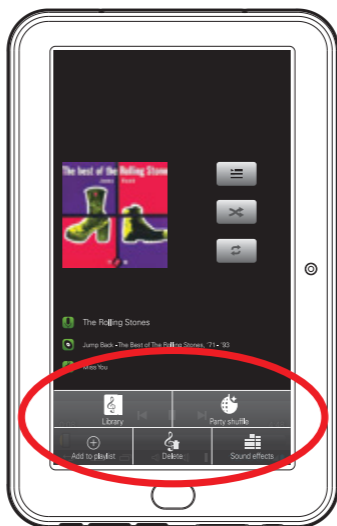 The best of the Rolling Stone
The Rolling Stones
Jump Back - The Best of The Rolling Stones, '71 - '93
Miss You
Library
Party shuffle
Add to playlist
Delete
Sound effects